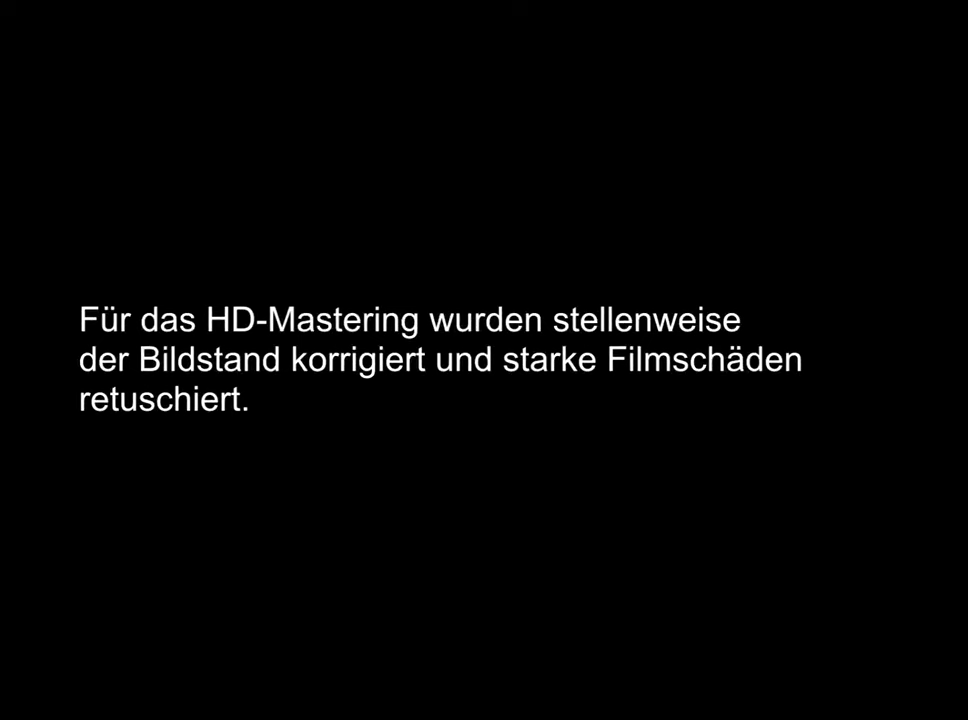 Für das HD-Mastering wurden stellenweise
der Bildstand korrigiert und starke Filmschäden
retuschiert.